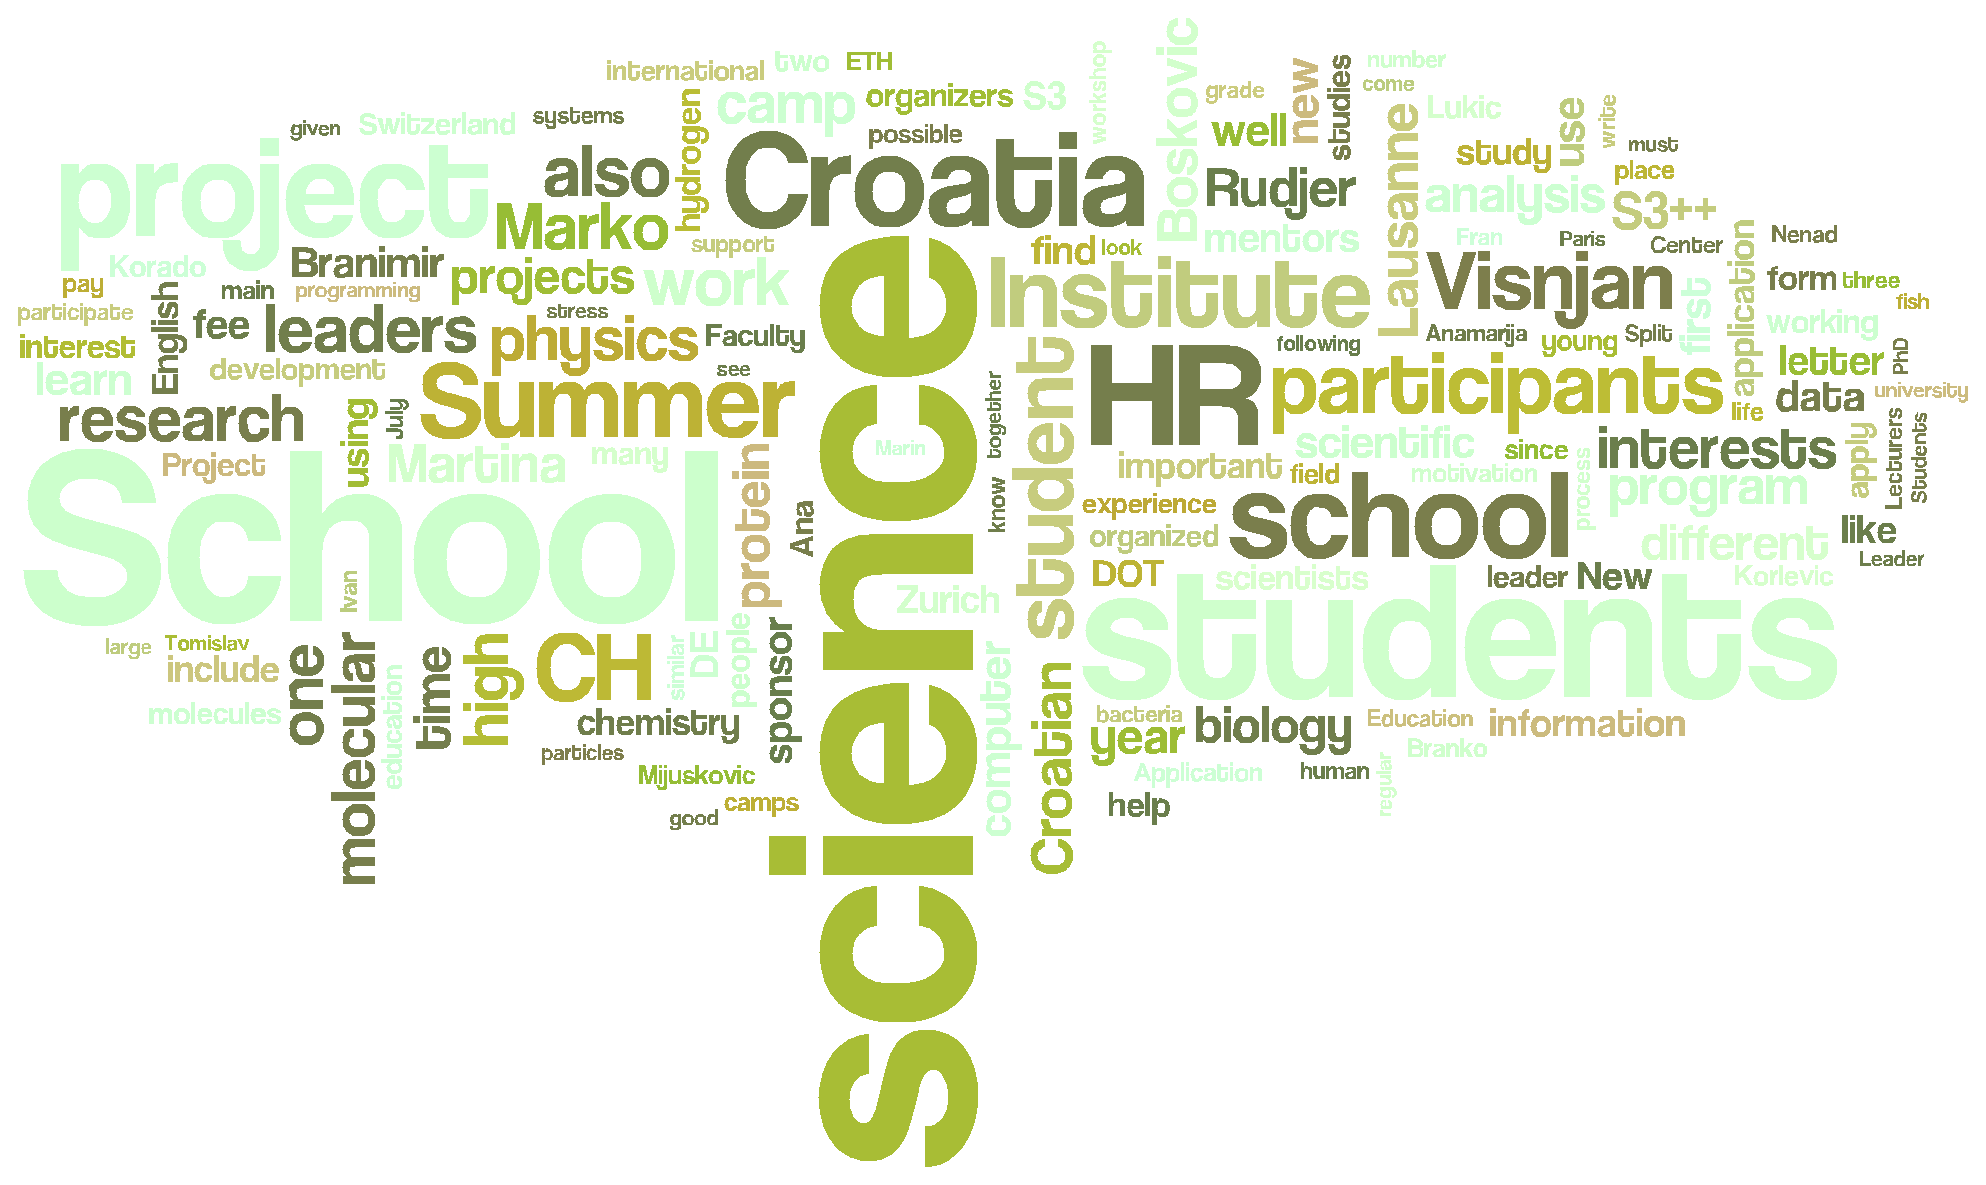 international
two
ETH
number
come
grade
workshop
Boskovic
new
studies
camp
organizers
S3
Lukic
use
write
must
given
Switzerland
systems
hydrogen
possible
well
Lausanne
study
place
project
also
Croatia
Rudjer
analysis
S3++
Marko
support
find
look
mentors
Fran
Paris
Center
application
Nenad
Korado
Branimir
projects
work
Institute
Visnjan
first
form
three
pay
English
main
programming
fish
participate
fee
leaders
stress
physics
Faculty
following
Anamarija
young
Split
working
interest
learn
development
see
letter
PhD
Summer
science
student
HR
participants
life
data
university
research
using
July
together
Project
Martina
many
protein
Marin
important
field
scientific
since
interests
apply
Lecturers
Students
School
Ana
know
experience
motivation
process
program
organized
school
different
like
Ivan
Zurich
DOT
scientists
leader
New
Korlevic
Leader
students
large
Tomislav
include
one
molecular
time
high
CH
similar
DE
people
sponsor
computer
Croatian
molecules
education
chemistry
bacteria
year
biology
Education
information
particles
Mijuskovic
Application
human
regular
Branko
camps
good
help